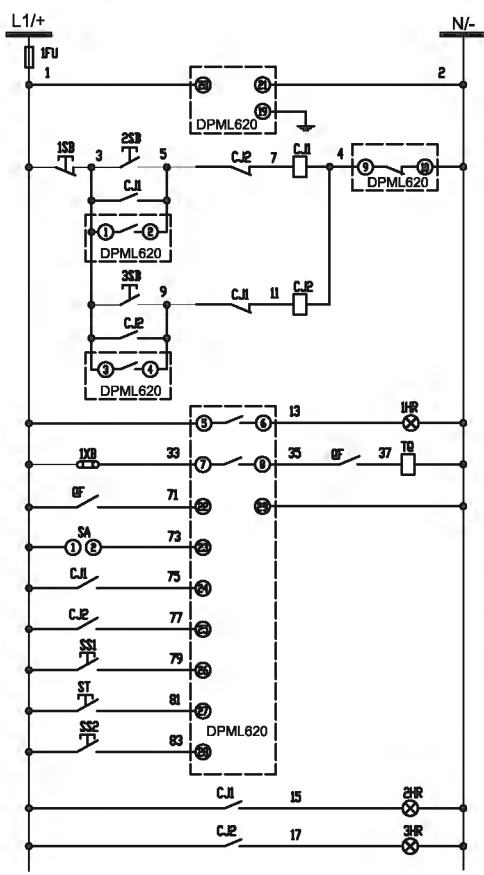 L1/+ N/-
1FU
1 2
20 21
19
DPML620
1SB 3 2SB 5 CJ2 7 CJ1 4 9 10
DPML620
CJ1
1 2
DPML620
3SB 9 CJ1 11 CJ2
CJ2
3 4
DPML620
5 6 13 1HR
1XB 33 7 8 35 QF 37 TQ
QF 71 22
SA
1 2 73 23
CJ1 75 24
CJ2 77 25
SS1 79 26
ST 81 27
DPML620
SS2 83 28
CJ1 15 2HR
CJ2 17 3HR